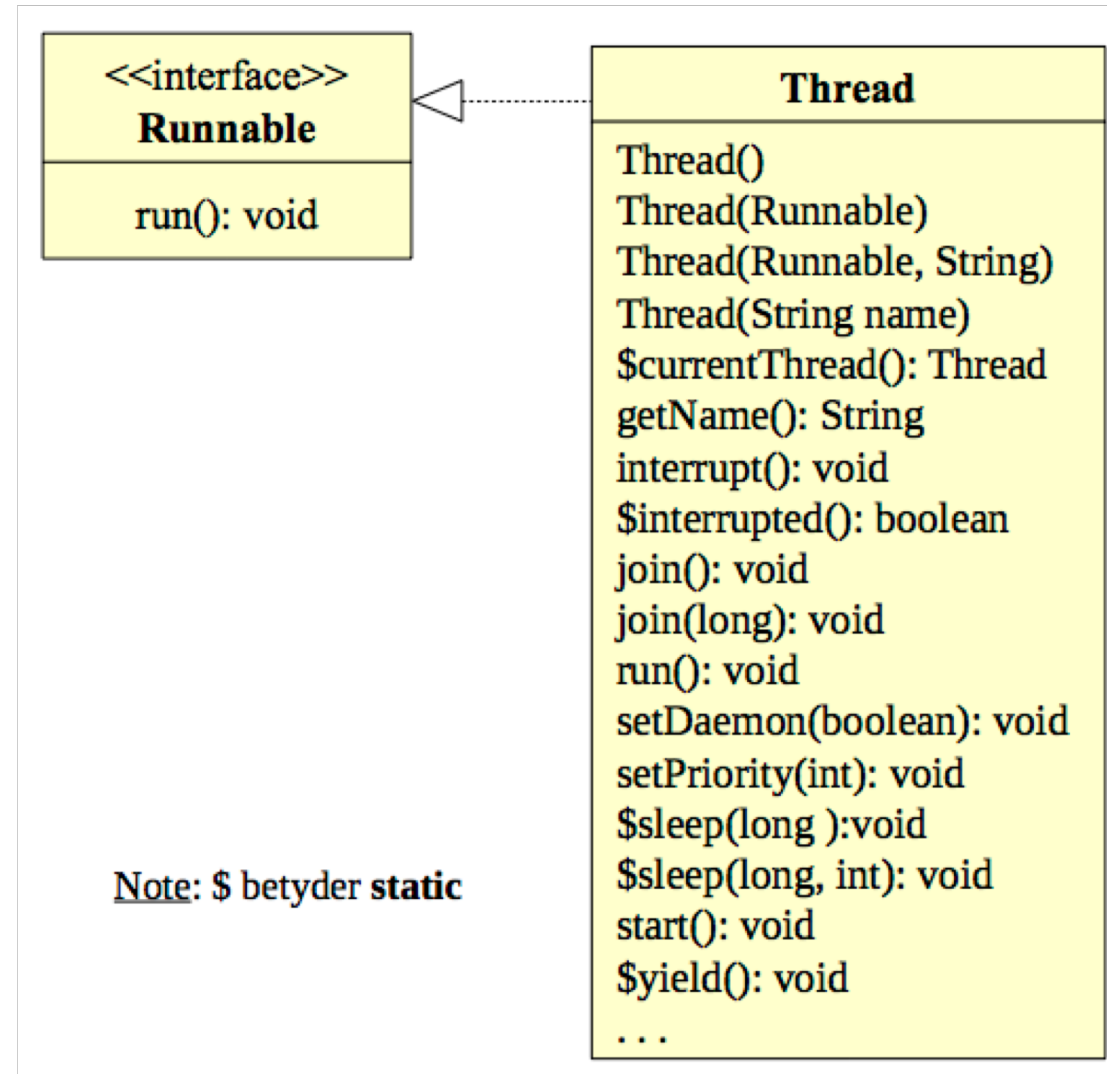 <<interface>>
Runnable
run(): void
Thread
Thread()
Thread(Runnable)
Thread(Runnable, String)
Thread(String name)
$currentThread(): Thread
getName(): String
interrupt(): void
$interrupted(): boolean
join(): void
join(long): void
run(): void
setDaemon(boolean): void
setPriority(int): void
$sleep(long ):void
$sleep(long, int): void
start(): void
$yield(): void
. . .
Note: $ betyder static